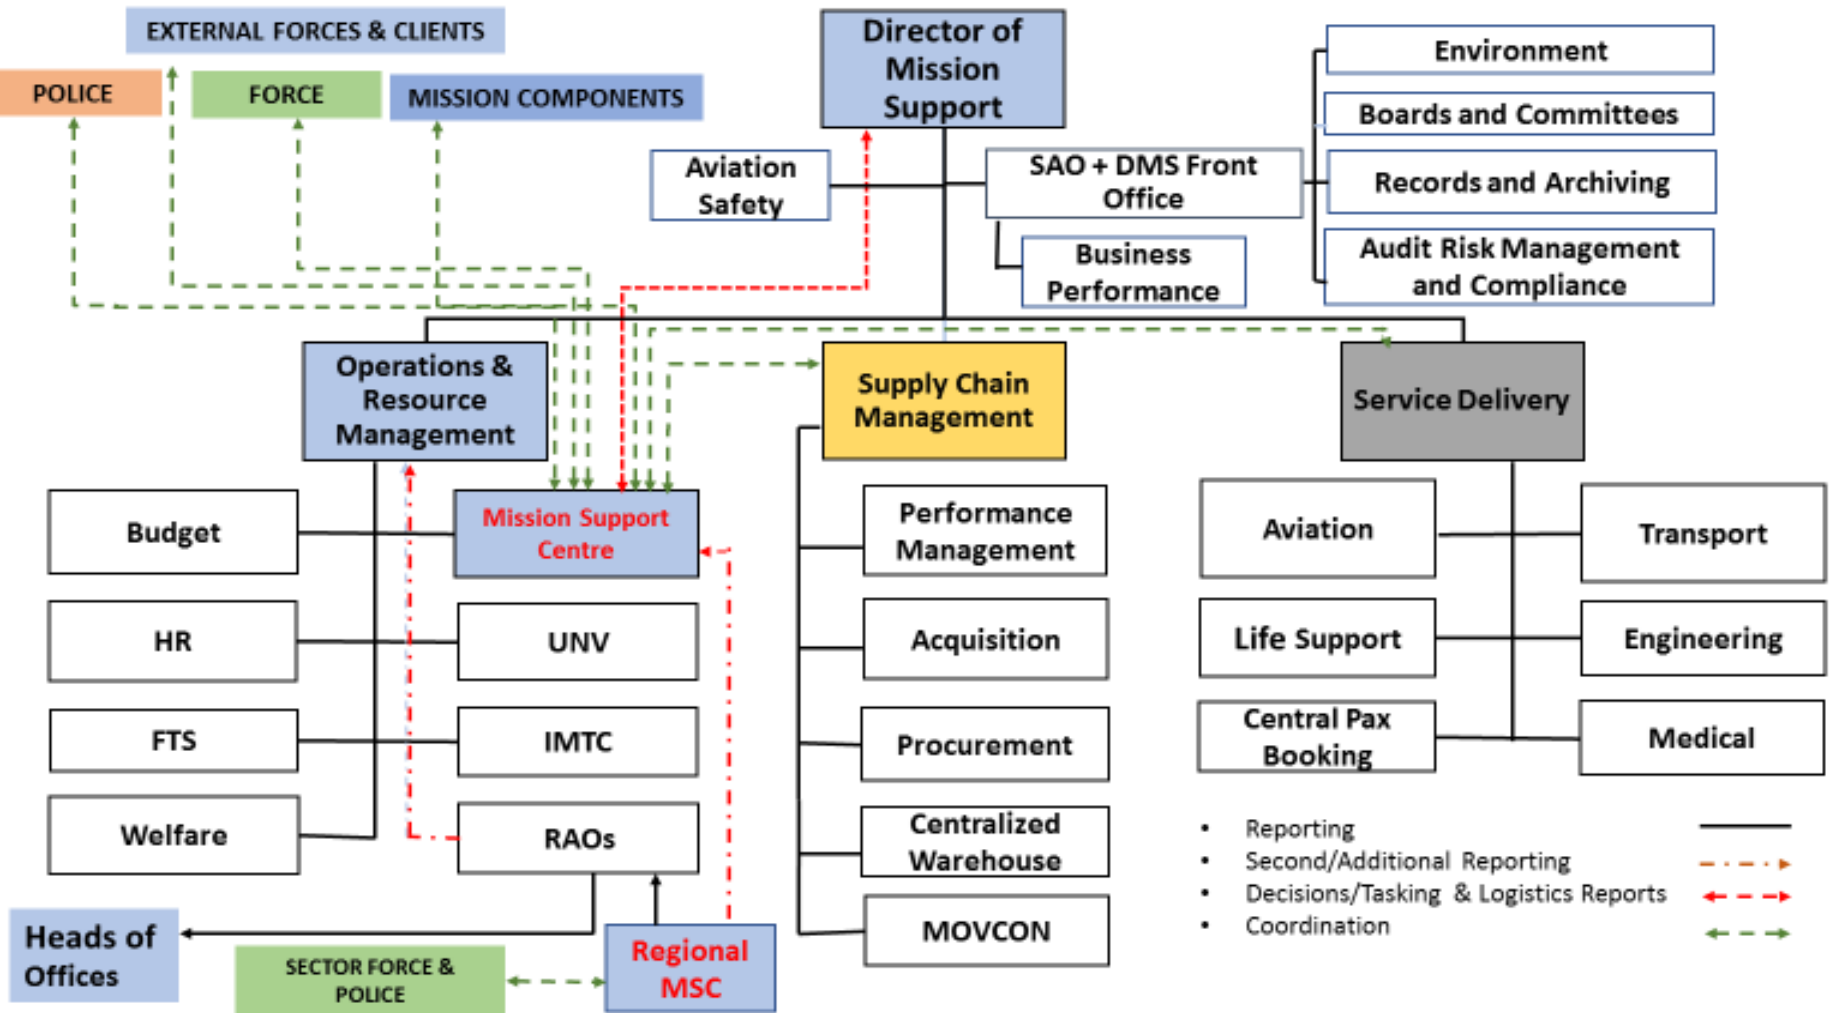 EXTERNAL FORCES & CLIENTS
POLICE
FORCE
MISSION COMPONENTS
Director of
Mission
Support
Aviation
Safety
SAO + DMS Front
Office
Business
Performance
Environment
Boards and Committees
Records and Archiving
Audit Risk Management
and Compliance
Operations &
Resource
Management
Supply Chain
Management
Service Delivery
Budget
Mission Support
Centre
HR
UNV
FTS
IMTC
Welfare
RAOs
Heads of
Offices
SECTOR FORCE &
POLICE
Regional
MSC
Performance
Management
Acquisition
Procurement
Centralized
Warehouse
MOVCON
Aviation
Transport
Life Support
Engineering
Central Pax
Booking
Medical
• Reporting
• Second/Additional Reporting
• Decisions/Tasking & Logistics Reports
• Coordination